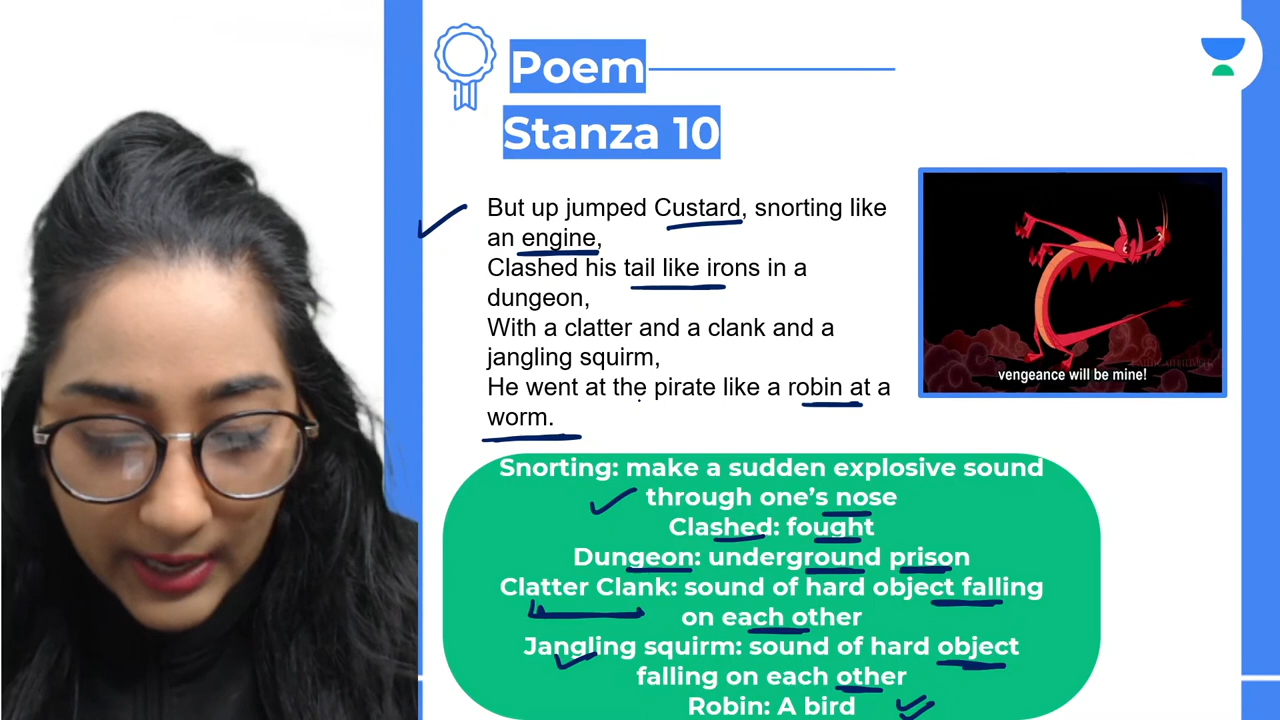 Poem
Stanza 10
But up jumped Custard, snorting like
an engine,
Clashed his tail like irons in a
dungeon,
With a clatter and a clank and a
jangling squirm,
He went at the pirate like a robin at a
worm.
vengeance will be mine!
Snorting: make a sudden explosive sound
through one's nose
Clashed: fought
Dungeon: underground prison
Clatter Clank: sound of hard object falling
on each other
Jangling squirm: sound of hard object
falling on each other
Robin: A bird